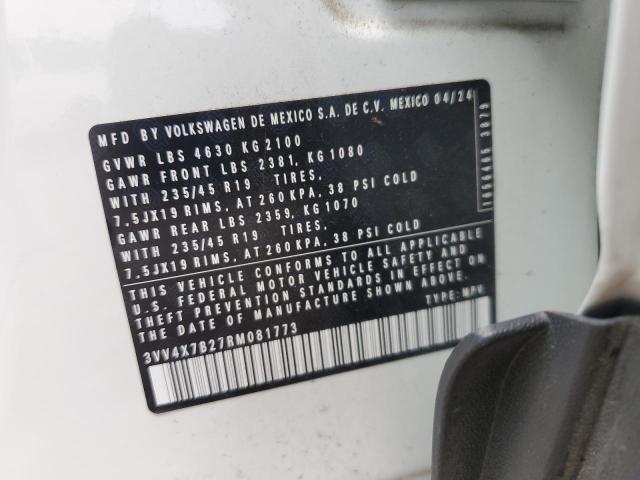 MFD BY VOLKSWAGEN DE MEXICO S.A. DE C.V. MEXICO 04/24
GVWR LBS 4630 KG 2100
GAWR FRONT LBS 2381, KG 1080
WITH 235/45 R19 TIRES,
7,5JX19 RIMS, AT 260 KPA, 38 PSI COLD
GAWR REAR LBS 2359, KG 1070
WITH 235/45 R19 TIRES,
7,5JX19 RIMS, AT 260 KPA, 38 PSI COLD
THIS VEHICLE CONFORMS TO ALL APPLICABLE
U.S. FEDERAL MOTOR VEHICLE SAFETY AND
THEFT PREVENTION STANDARDS IN EFFECT ON
THE DATE OF MANUFACTURE SHOWN ABOVE.
3VV4X7B27RM081773
TYPE: MPV
3079